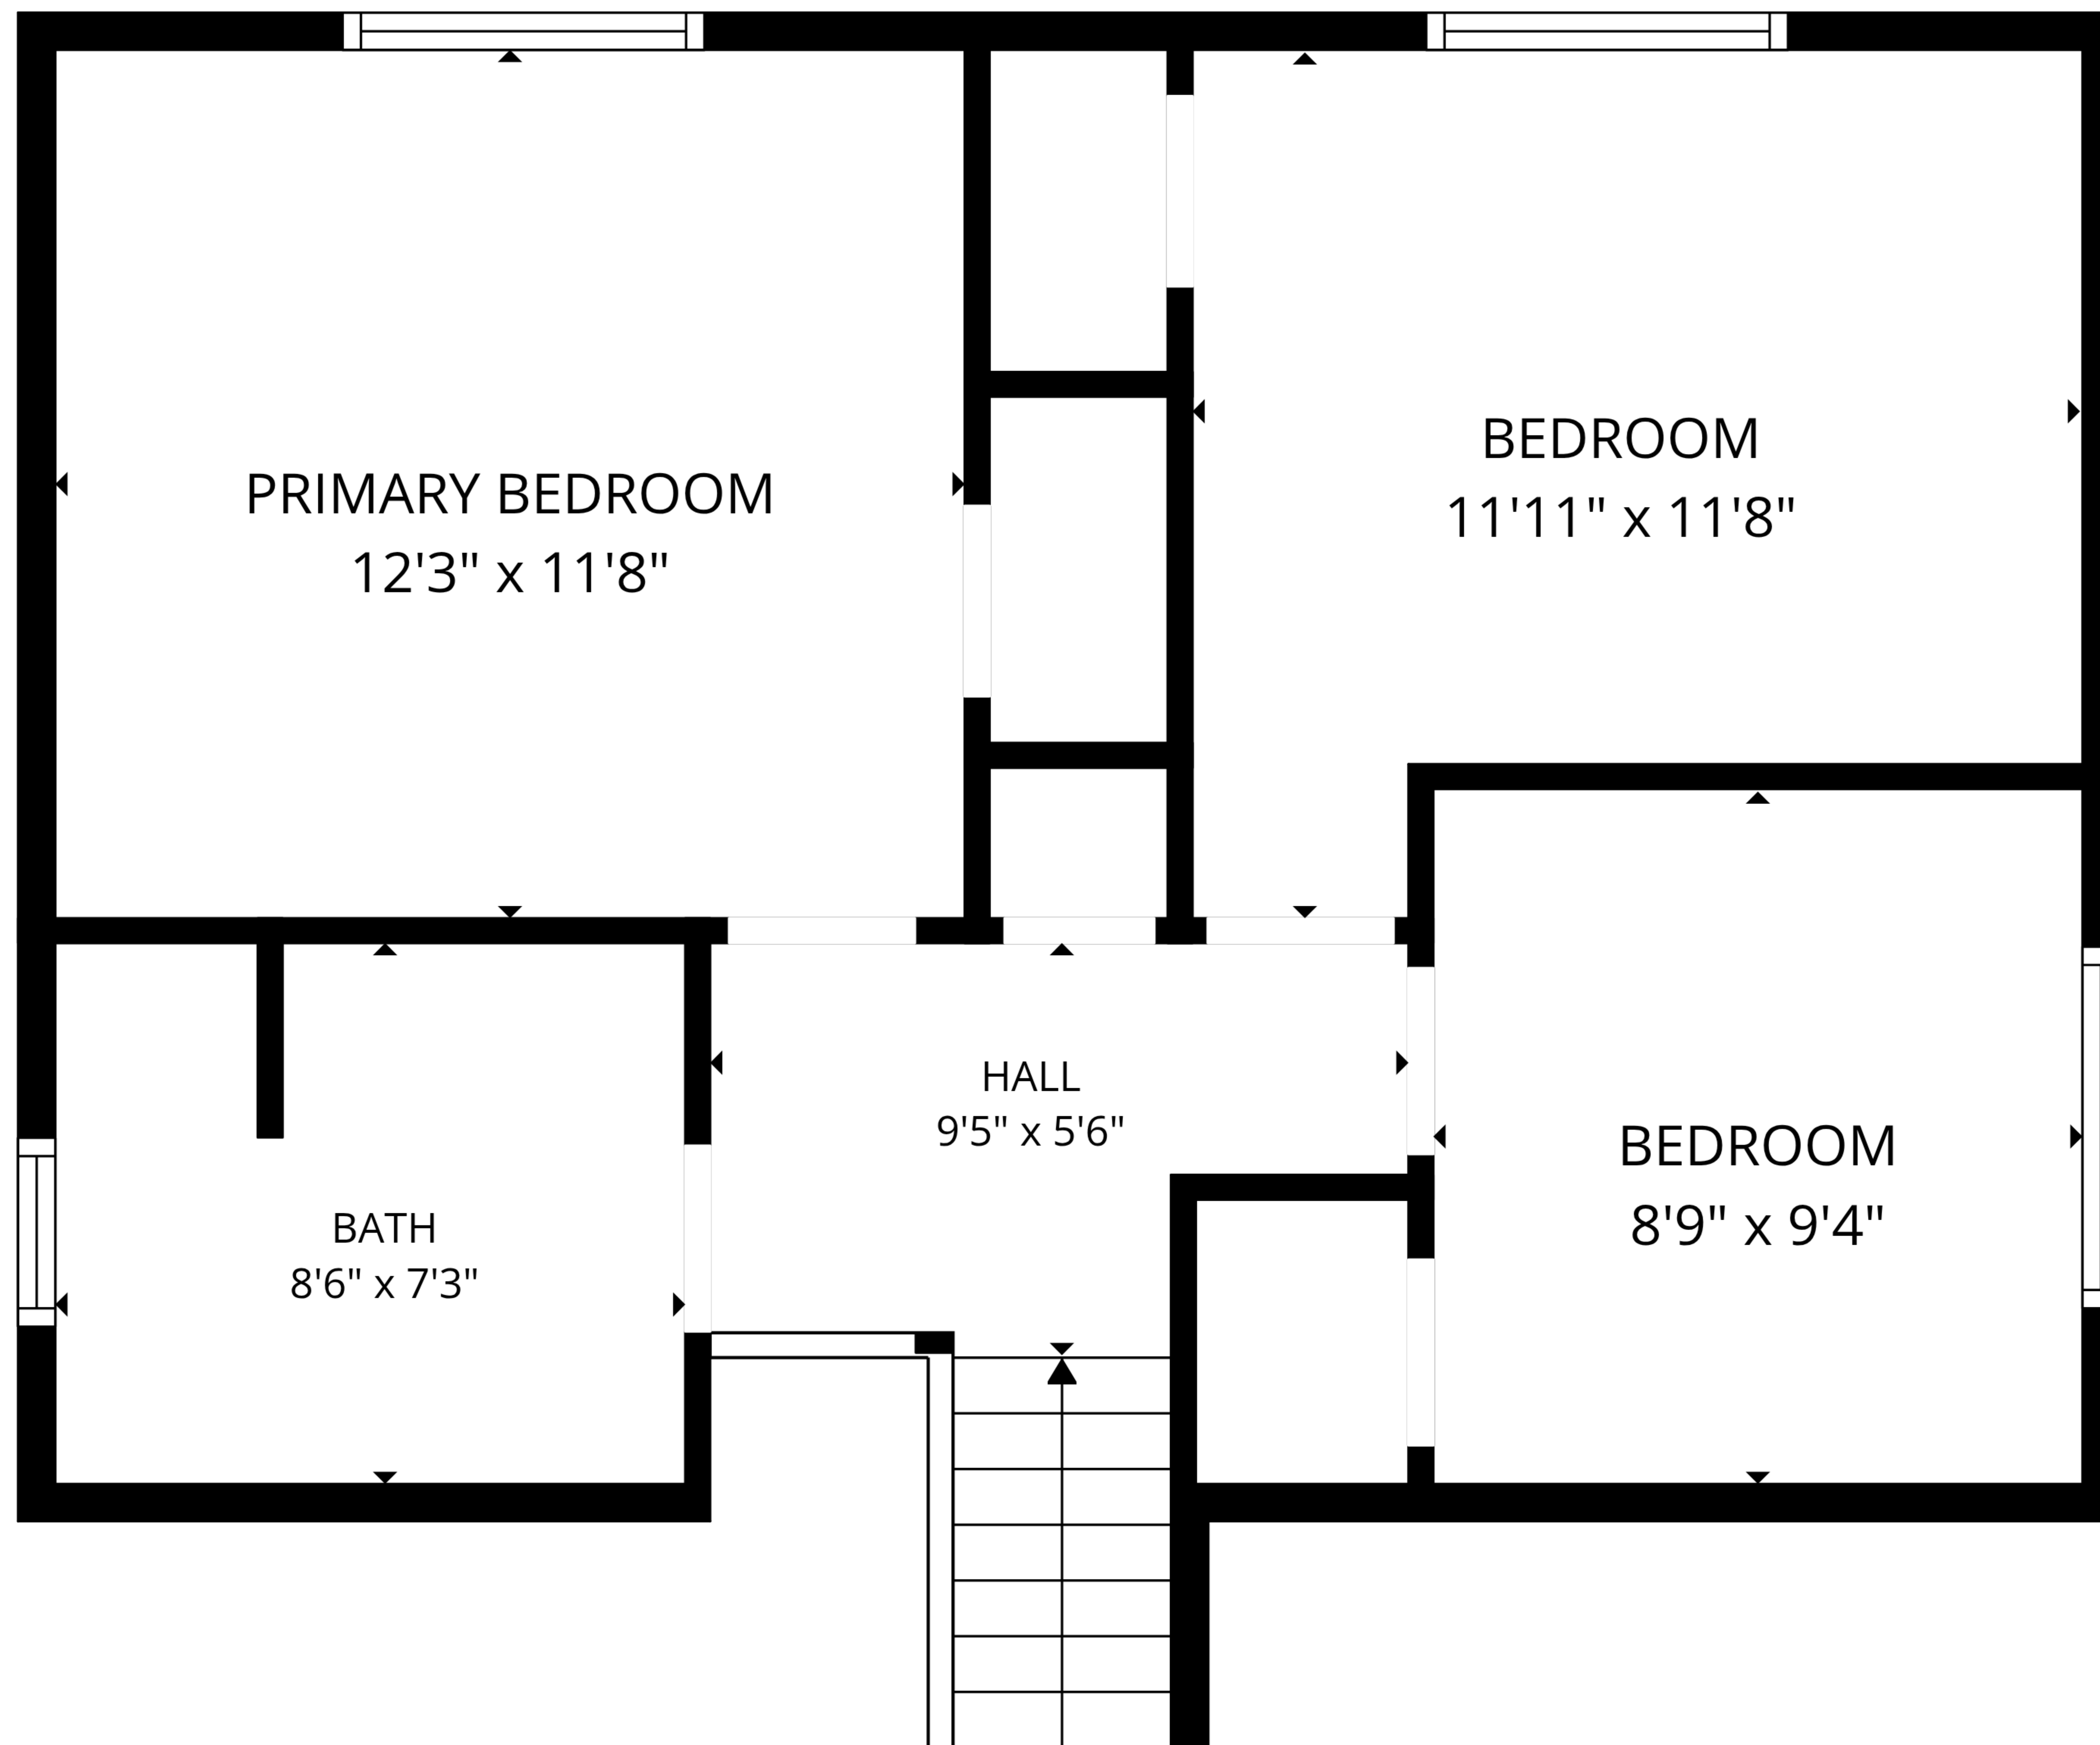 PRIMARY BEDROOM
12'3" x 11'8"
BEDROOM
11'11" x 11'8"
HALL
9'5" x 5'6"
BATH
8'6" x 7'3"
BEDROOM
8'9" x 9'4"